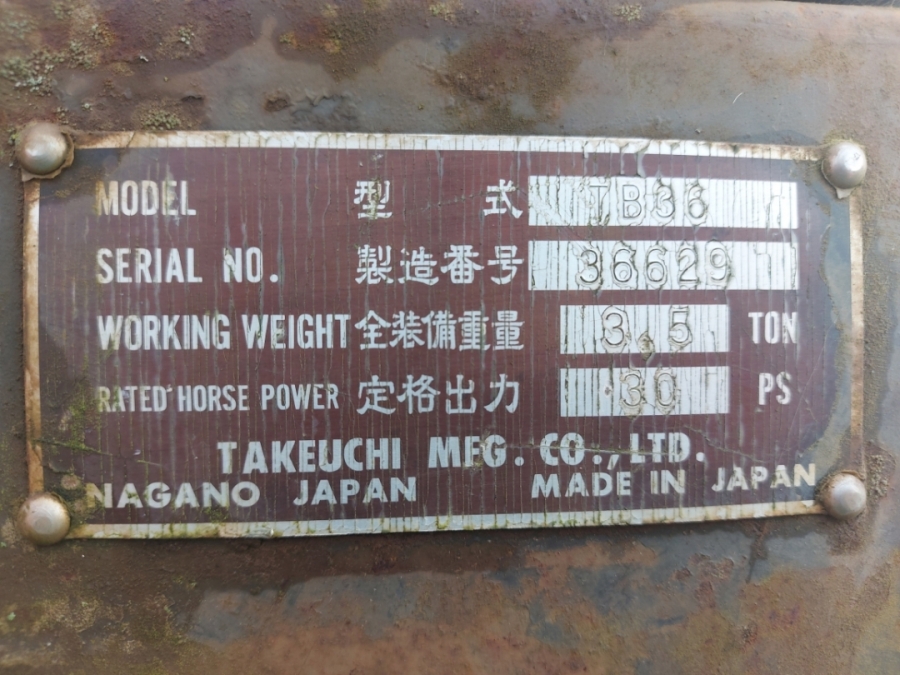 MODEL 型式 TB36
SERIAL NO. 製造番号 36629
WORKING WEIGHT 全装備重量 3.5 TON
RATED HORSE POWER 定格出力 30 PS
TAKEUCHI MFG. CO., LTD.
NAGANO JAPAN MADE IN JAPAN